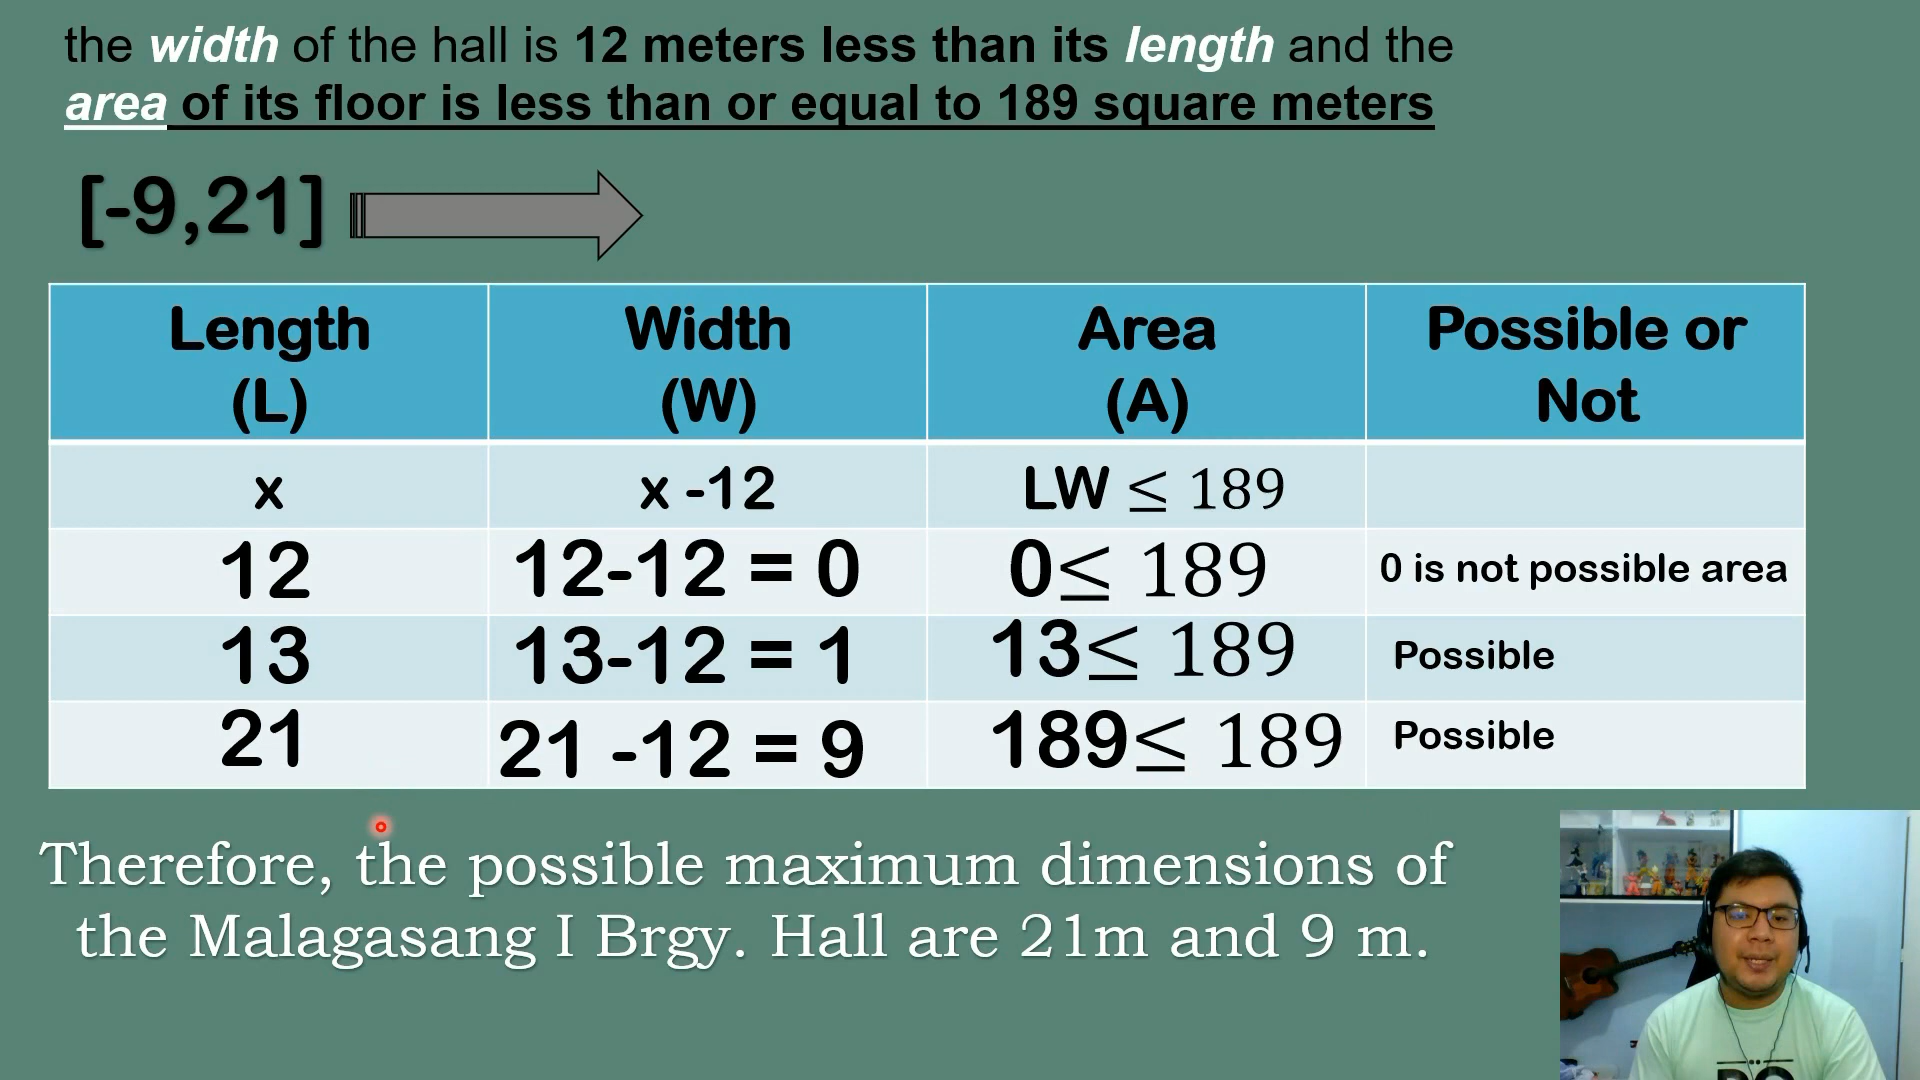 the width of the hall is 12 meters less than its length and the
area of its floor is less than or equal to 189 square meters
[-9,21]
Length (L) Width (W) Area (A) Possible or Not
x x -12 LW ≤ 189
12 12-12 = 0 0≤ 189 0 is not possible area
13 13-12 = 1 13≤ 189 Possible
21 21 -12 = 9 189≤ 189 Possible
Therefore, the possible maximum dimensions of
the Malagasang I Brgy. Hall are 21m and 9 m.